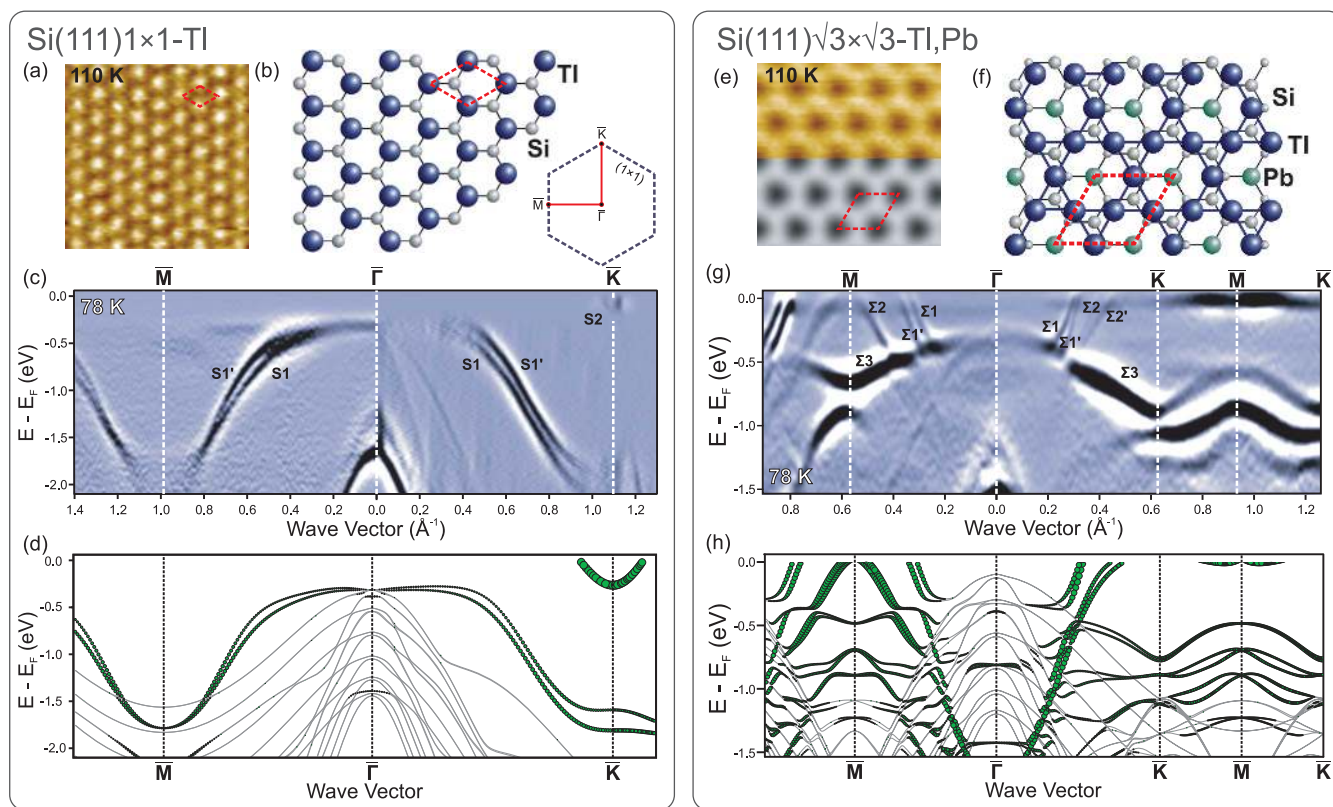 Si(111)1×1-Tl
(a)
110 K
(b)
Tl
Si
K̅
(1×1)
M̅
Γ̅
(c)
M̅ Γ̅ K̅
78 K
S2
S1'
S1
S1
S1'
0.0
-0.5
-1.0
-1.5
-2.0
E - E_F (eV)
1.4 1.2 1.0 0.8 0.6 0.4 0.2 0.0 0.2 0.4 0.6 0.8 1.0 1.2
Wave Vector (Å⁻¹)
(d)
0.0
-0.5
-1.0
-1.5
-2.0
E - E_F (eV)
M̅ Γ̅ K̅
Wave Vector
Si(111)√3×√3-Tl,Pb
(e)
110 K
(f)
Si
Tl
Pb
(g)
M̅ Γ̅ K̅ M̅ K̅
Σ2 Σ1
Σ1'
Σ3
Σ2
Σ1 Σ2'
Σ1'
Σ3
78 K
0.0
-0.5
-1.0
-1.5
E - E_F (eV)
0.8 0.6 0.4 0.2 0.0 0.2 0.4 0.6 0.8 1.0 1.2
Wave Vector (Å⁻¹)
(h)
0.0
-0.5
-1.0
-1.5
E - E_F (eV)
M̅ Γ̅ K̅ M̅ K̅
Wave Vector